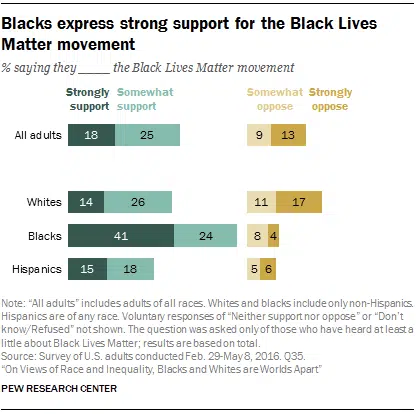 Blacks express strong support for the Black Lives
Matter movement
% saying they _____ the Black Lives Matter movement
Strongly support Somewhat support Somewhat oppose Strongly oppose
All adults 18 25 9 13
Whites 14 26 11 17
Blacks 41 24 8 4
Hispanics 15 18 5 6
Note: “All adults” includes adults of all races. Whites and blacks include only non-Hispanics.
Hispanics are of any race. Voluntary responses of “Neither support nor oppose” or “Don’t
know/Refused” not shown. The question was asked only of those who have heard at least a
little about Black Lives Matter; results are based on total.
Source: Survey of U.S. adults conducted Feb. 29-May 8, 2016. Q35.
“On Views of Race and Inequality, Blacks and Whites are Worlds Apart”
PEW RESEARCH CENTER